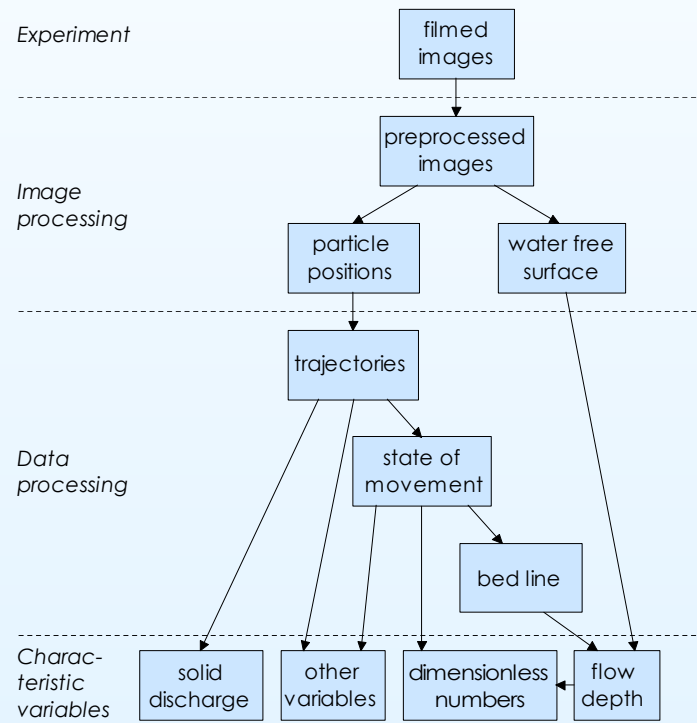 Experiment
filmed
images
preprocessed
images
Image
processing
particle
positions
water free
surface
trajectories
state of
movement
Data
processing
bed line
Charac-
teristic
variables
solid
discharge
other
variables
dimensionless
numbers
flow
depth